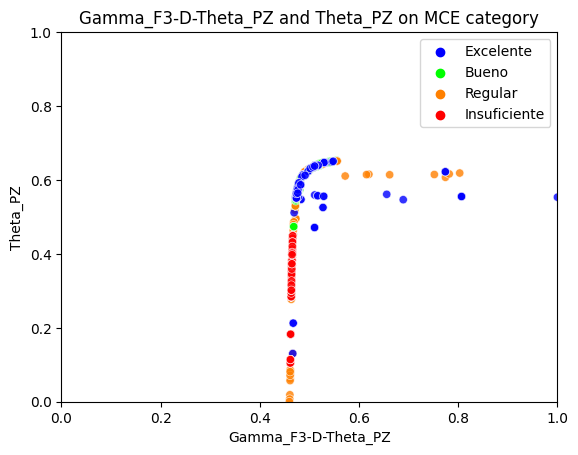 Gamma_F3-D-Theta_PZ and Theta_PZ on MCE category
1.0
0.8
0.6
0.4
0.2
0.0
Theta_PZ
Excelente
Bueno
Regular
Insuficiente
0.0 0.2 0.4 0.6 0.8 1.0
Gamma_F3-D-Theta_PZ